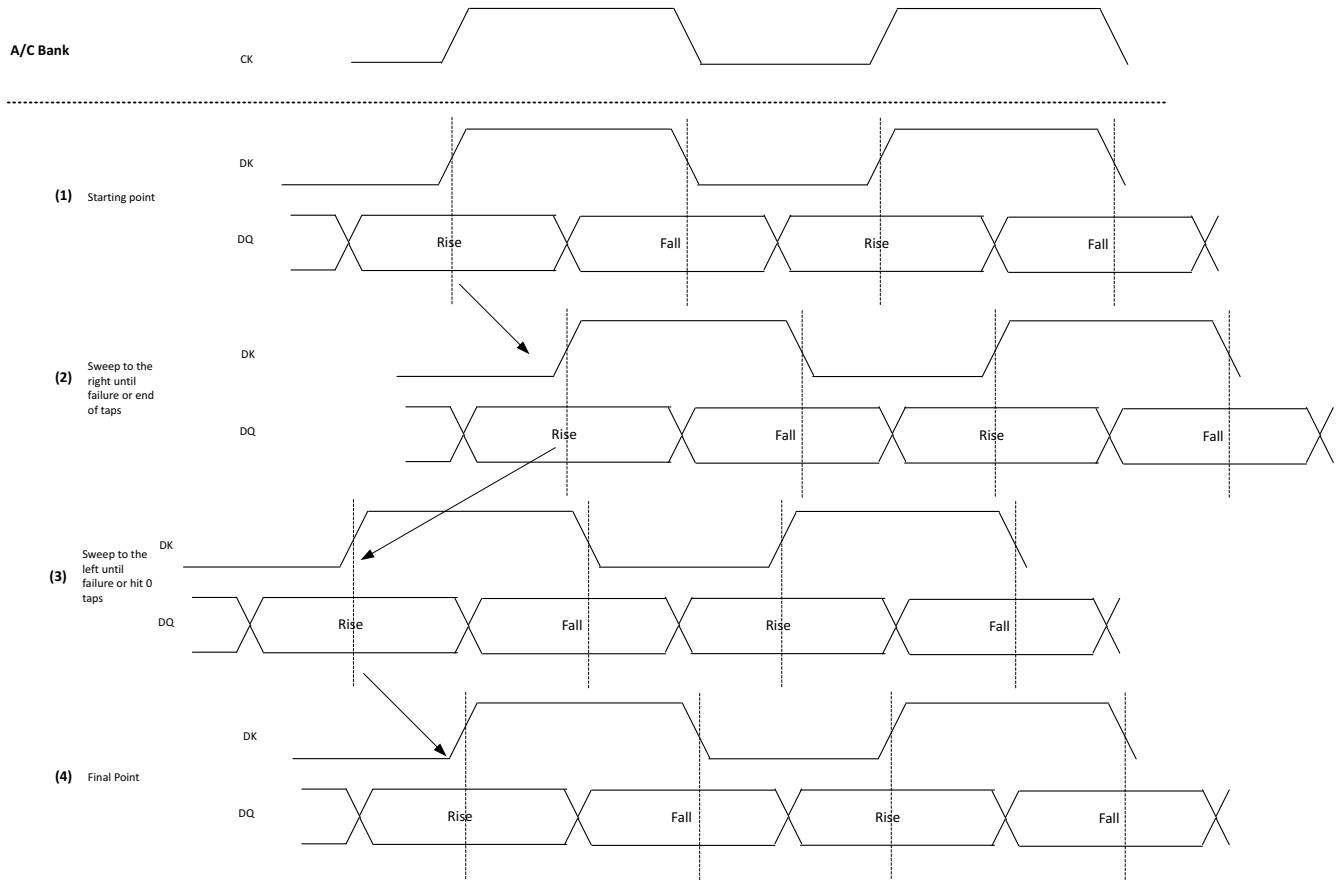 A/C Bank
CK
DK
(1) Starting point
DQ
Rise Fall Rise Fall
DK
(2) Sweep to the
right until
failure or end
of taps
DQ
Rise Fall Rise Fall
DK
(3) Sweep to the
left until
failure or hit 0
taps
DQ
Rise Fall Rise Fall
DK
(4) Final Point
DQ
Rise Fall Rise Fall